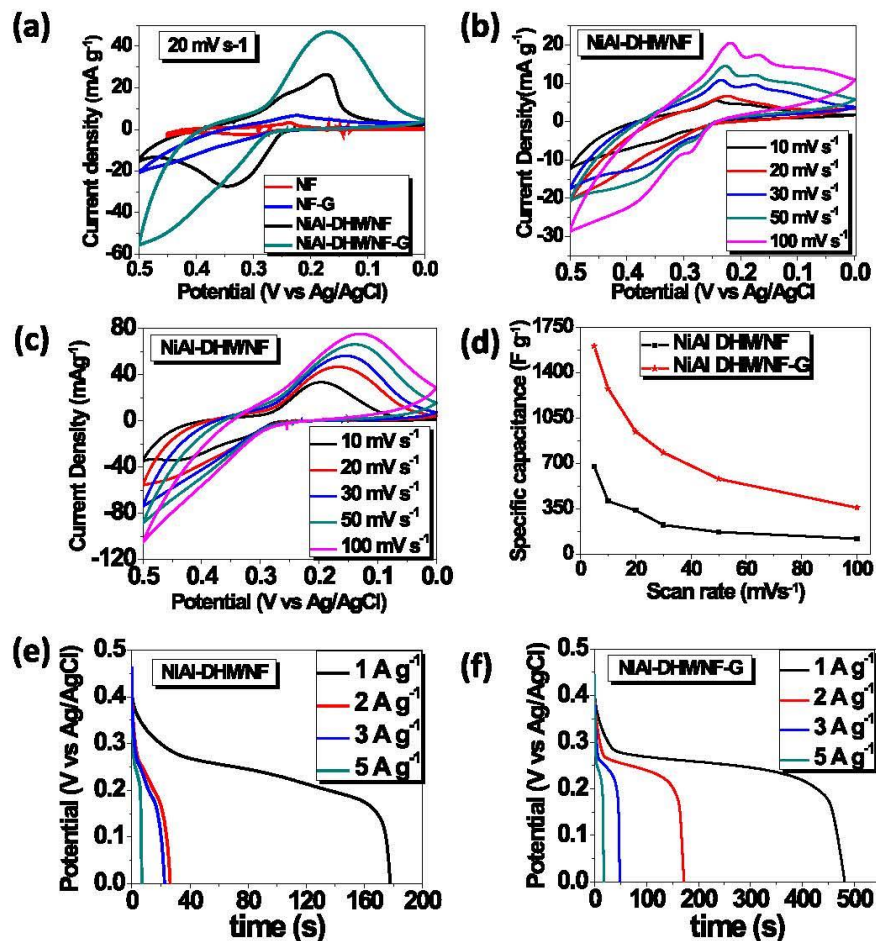 (a)
20 mV s-1
Current density (mA g⁻¹)
40
20
0
-20
-40
-60
NF
NF-G
NiAl-DHM/NF
NiAl-DHM/NF-G
0.5 0.4 0.3 0.2 0.1 0.0
Potential (V vs Ag/AgCl)
(b)
NiAl-DHM/NF
Current Density(mA g⁻¹)
20
10
0
-10
-20
-30
10 mV s⁻¹
20 mV s⁻¹
30 mV s⁻¹
50 mV s⁻¹
100 mV s⁻¹
0.5 0.4 0.3 0.2 0.1 0.0
Potential (V vs Ag/AgCl)
(c)
NiAl-DHM/NF
Current Density (mAg⁻¹)
80
40
0
-40
-80
-120
10 mV s⁻¹
20 mV s⁻¹
30 mV s⁻¹
50 mV s⁻¹
100 mV s⁻¹
0.5 0.4 0.3 0.2 0.1 0.0
Potential (V vs Ag/AgCl)
(d)
Specific capacitance (F g⁻¹)
1750
1400
1050
700
350
0
NiAl DHM/NF
NiAl DHM/NF-G
0 20 40 60 80 100
Scan rate (mVs⁻¹)
(e)
NiAl-DHM/NF
Potential (V vs Ag/AgCl)
0.5
0.4
0.3
0.2
0.1
0.0
1 A g⁻¹
2 A g⁻¹
3 A g⁻¹
5 A g⁻¹
0 40 80 120 160 200
time (s)
(f)
NiAl-DHM/NF-G
Potential (V vs Ag/AgCl)
0.5
0.4
0.3
0.2
0.1
0.0
1 A g⁻¹
2 A g⁻¹
3 A g⁻¹
5 A g⁻¹
0 100 200 300 400 500
time (s)